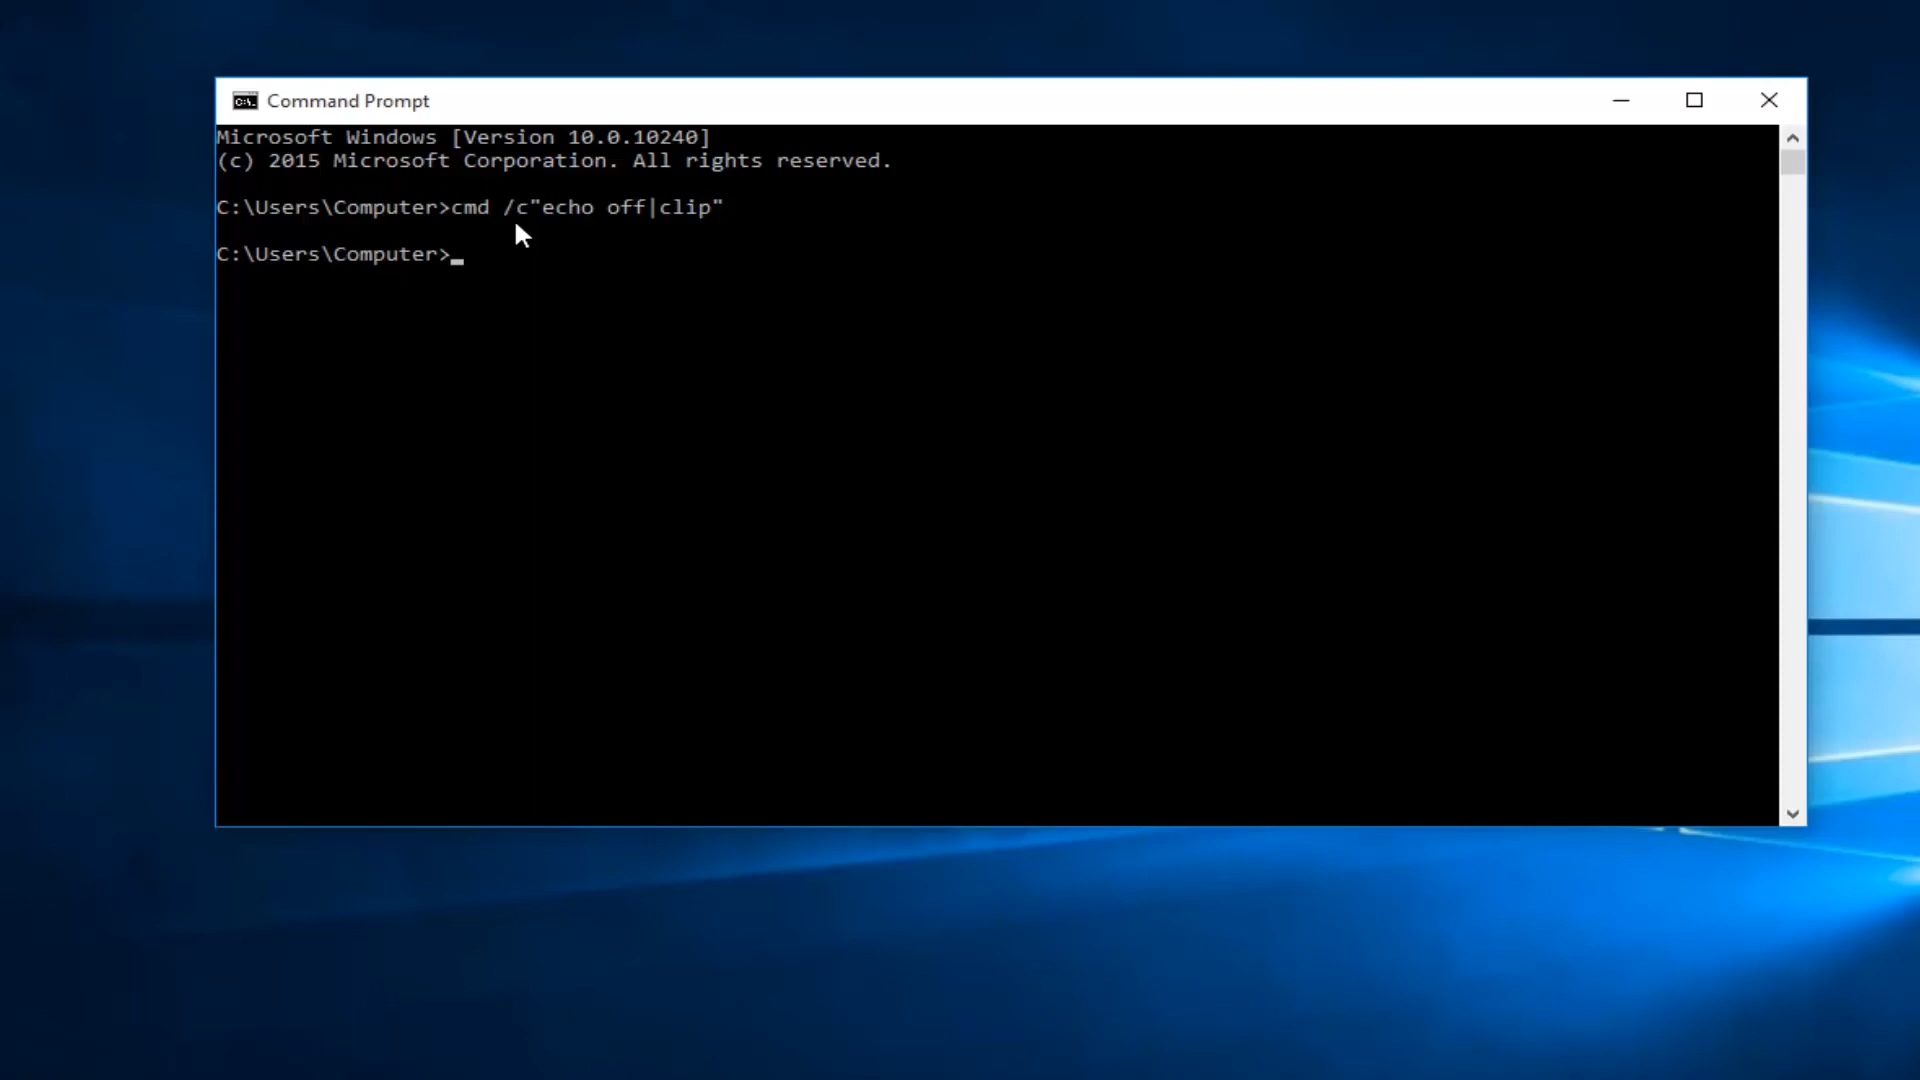 Command Prompt
Microsoft Windows [Version 10.0.10240]
(c) 2015 Microsoft Corporation. All rights reserved.
C:\Users\Computer>cmd /c"echo off|clip"
C:\Users\Computer>_